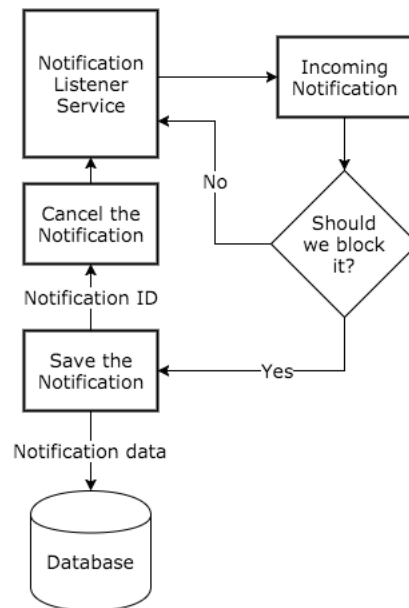 Notification
Listener
Service
Incoming
Notification
No
Cancel the
Notification
Should
we block
it?
Notification ID
Save the
Notification
Yes
Notification data
Database